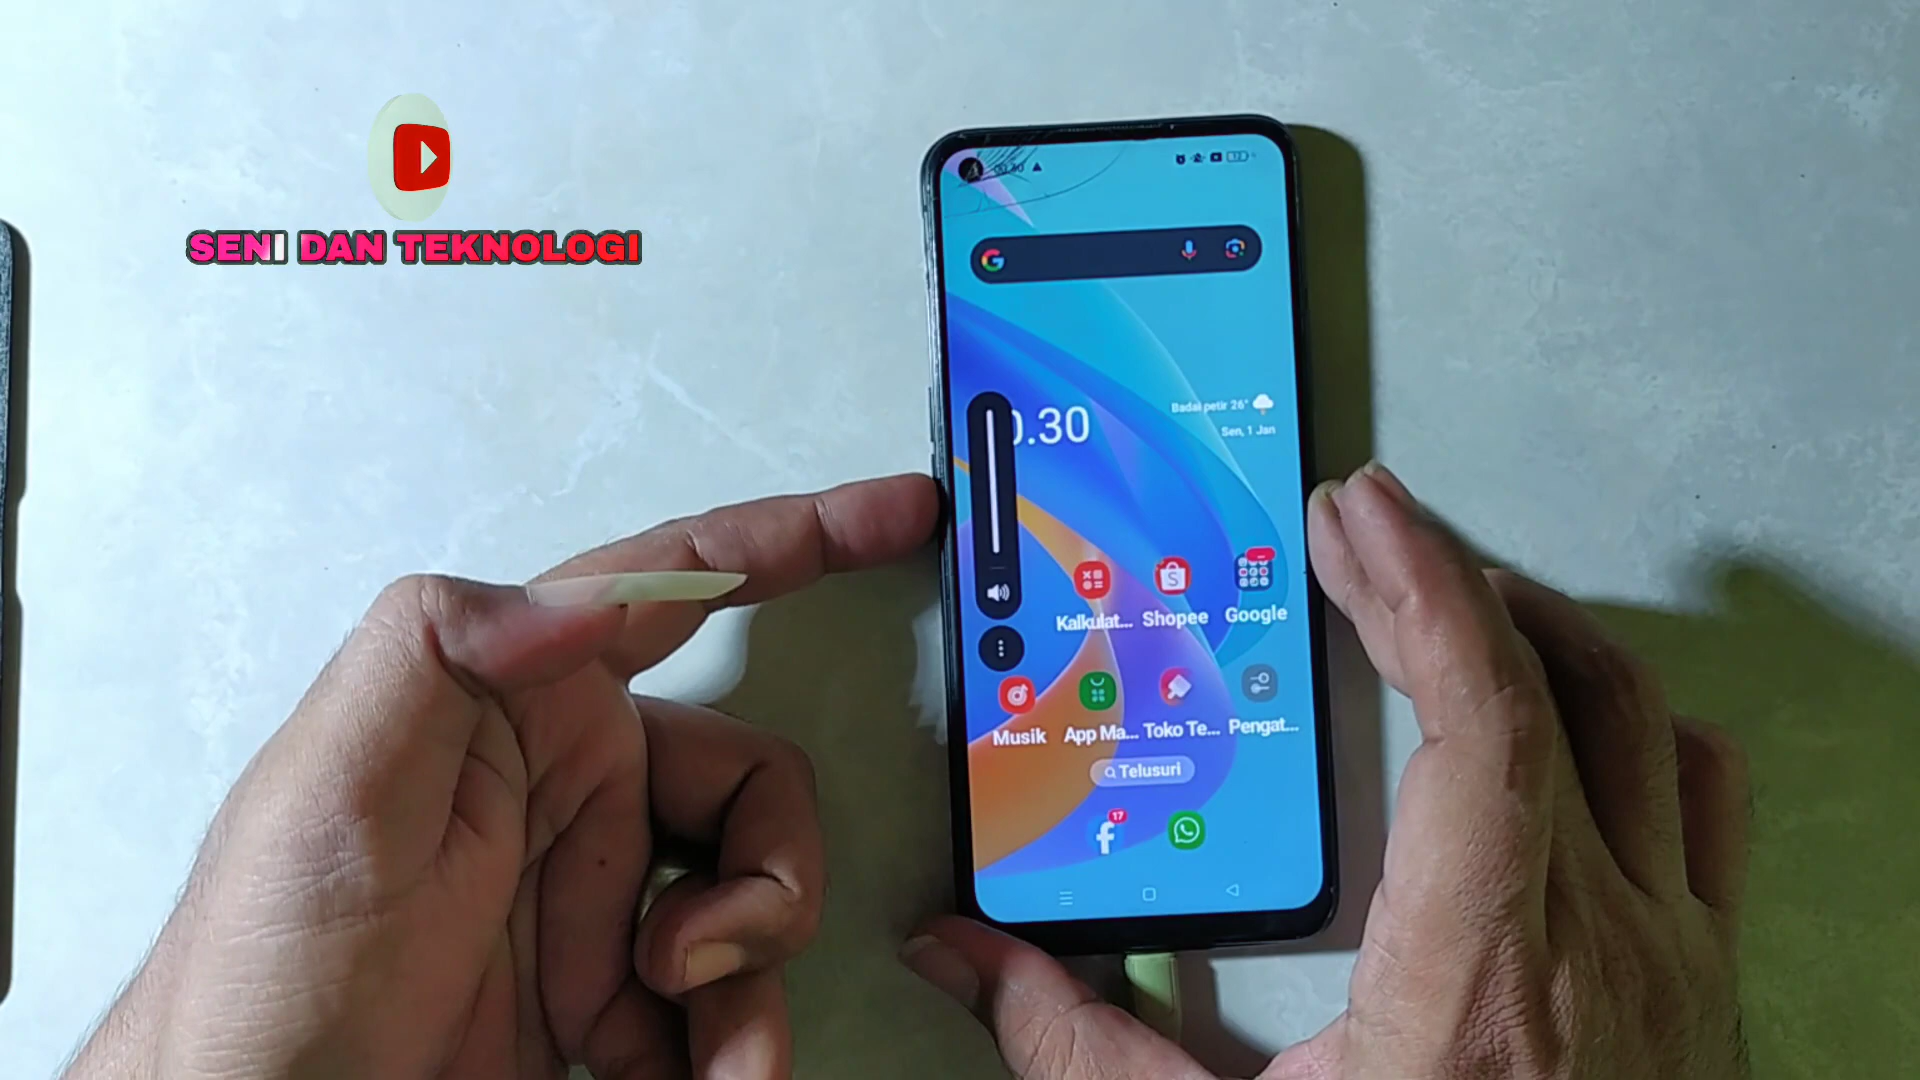 SENI DAN TEKNOLOGI
0.30
Badai petir 26°
Sen, 1 Jan
Kalkulat... Shopee Google
Musik App Ma... Toko Te... Pengat...
Telusuri
17